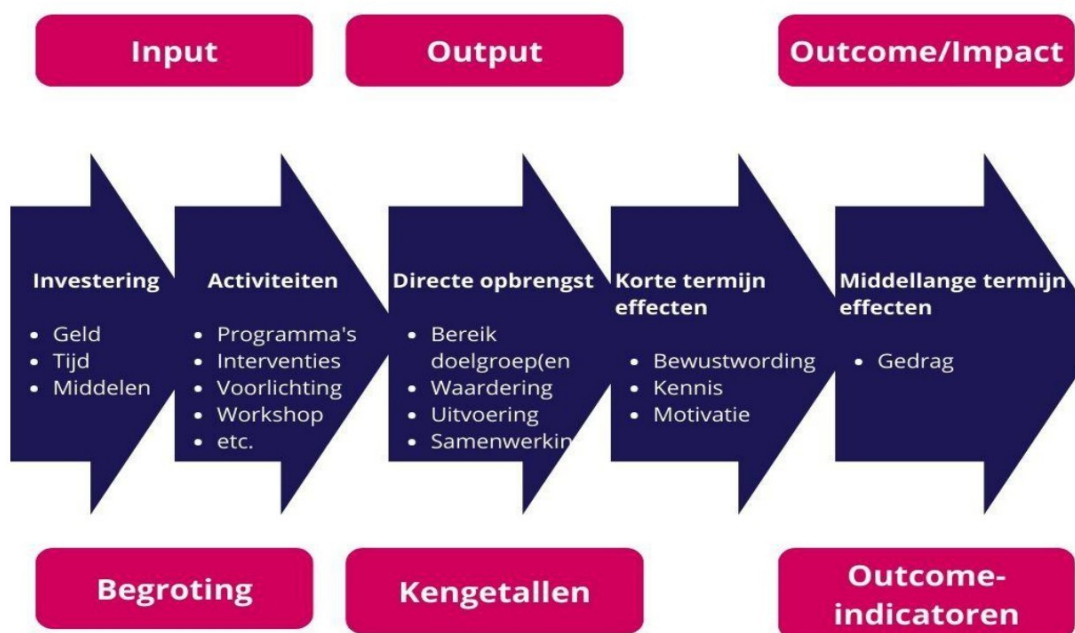 Input
Output
Outcome/Impact
Investering
• Geld
• Tijd
• Middelen
Activiteiten
• Programma's
• Interventies
• Voorlichting
• Workshop
• etc.
Directe opbrengst
• Bereik
doelgroep(en
• Waardering
• Uitvoering
• Samenwerkin
Korte termijn
effecten
• Bewustwording
• Kennis
• Motivatie
Middellange termijn
effecten
• Gedrag
Begroting
Kengetallen
Outcome-
indicatoren